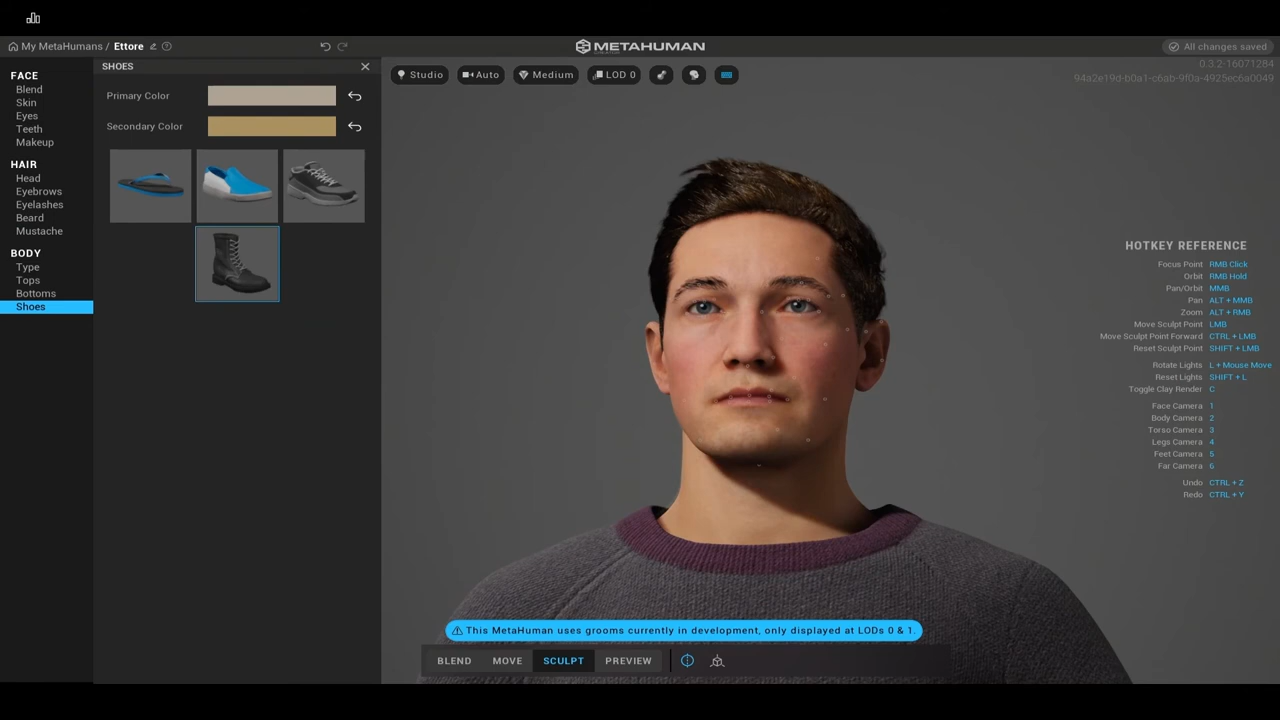 My MetaHumans / Ettore
METAHUMAN
All changes saved
FACE
Blend
Skin
Eyes
Teeth
Makeup
HAIR
Head
Eyebrows
Eyelashes
Beard
Mustache
BODY
Type
Tops
Bottoms
Shoes
SHOES
Primary Color
Secondary Color
Studio
Auto
Medium
LOD 0
0.3.2-16071284
94a2e19d-b0a1-c6ab-9f0a-4925ec6a0049
HOTKEY REFERENCE
Focus Point RMB Click
Orbit RMB Hold
Pan/Orbit MMB
Pan ALT + MMB
Zoom ALT + RMB
Move Sculpt Point LMB
Move Sculpt Point Forward CTRL + LMB
Reset Sculpt Point SHIFT + LMB
Rotate Lights L + Mouse Move
Reset Lights SHIFT + L
Toggle Clay Render C
Face Camera 1
Body Camera 2
Torso Camera 3
Legs Camera 4
Feet Camera 5
Far Camera 6
Undo CTRL + Z
Redo CTRL + Y
This MetaHuman uses grooms currently in development, only displayed at LODs 0 & 1.
BLEND MOVE SCULPT PREVIEW